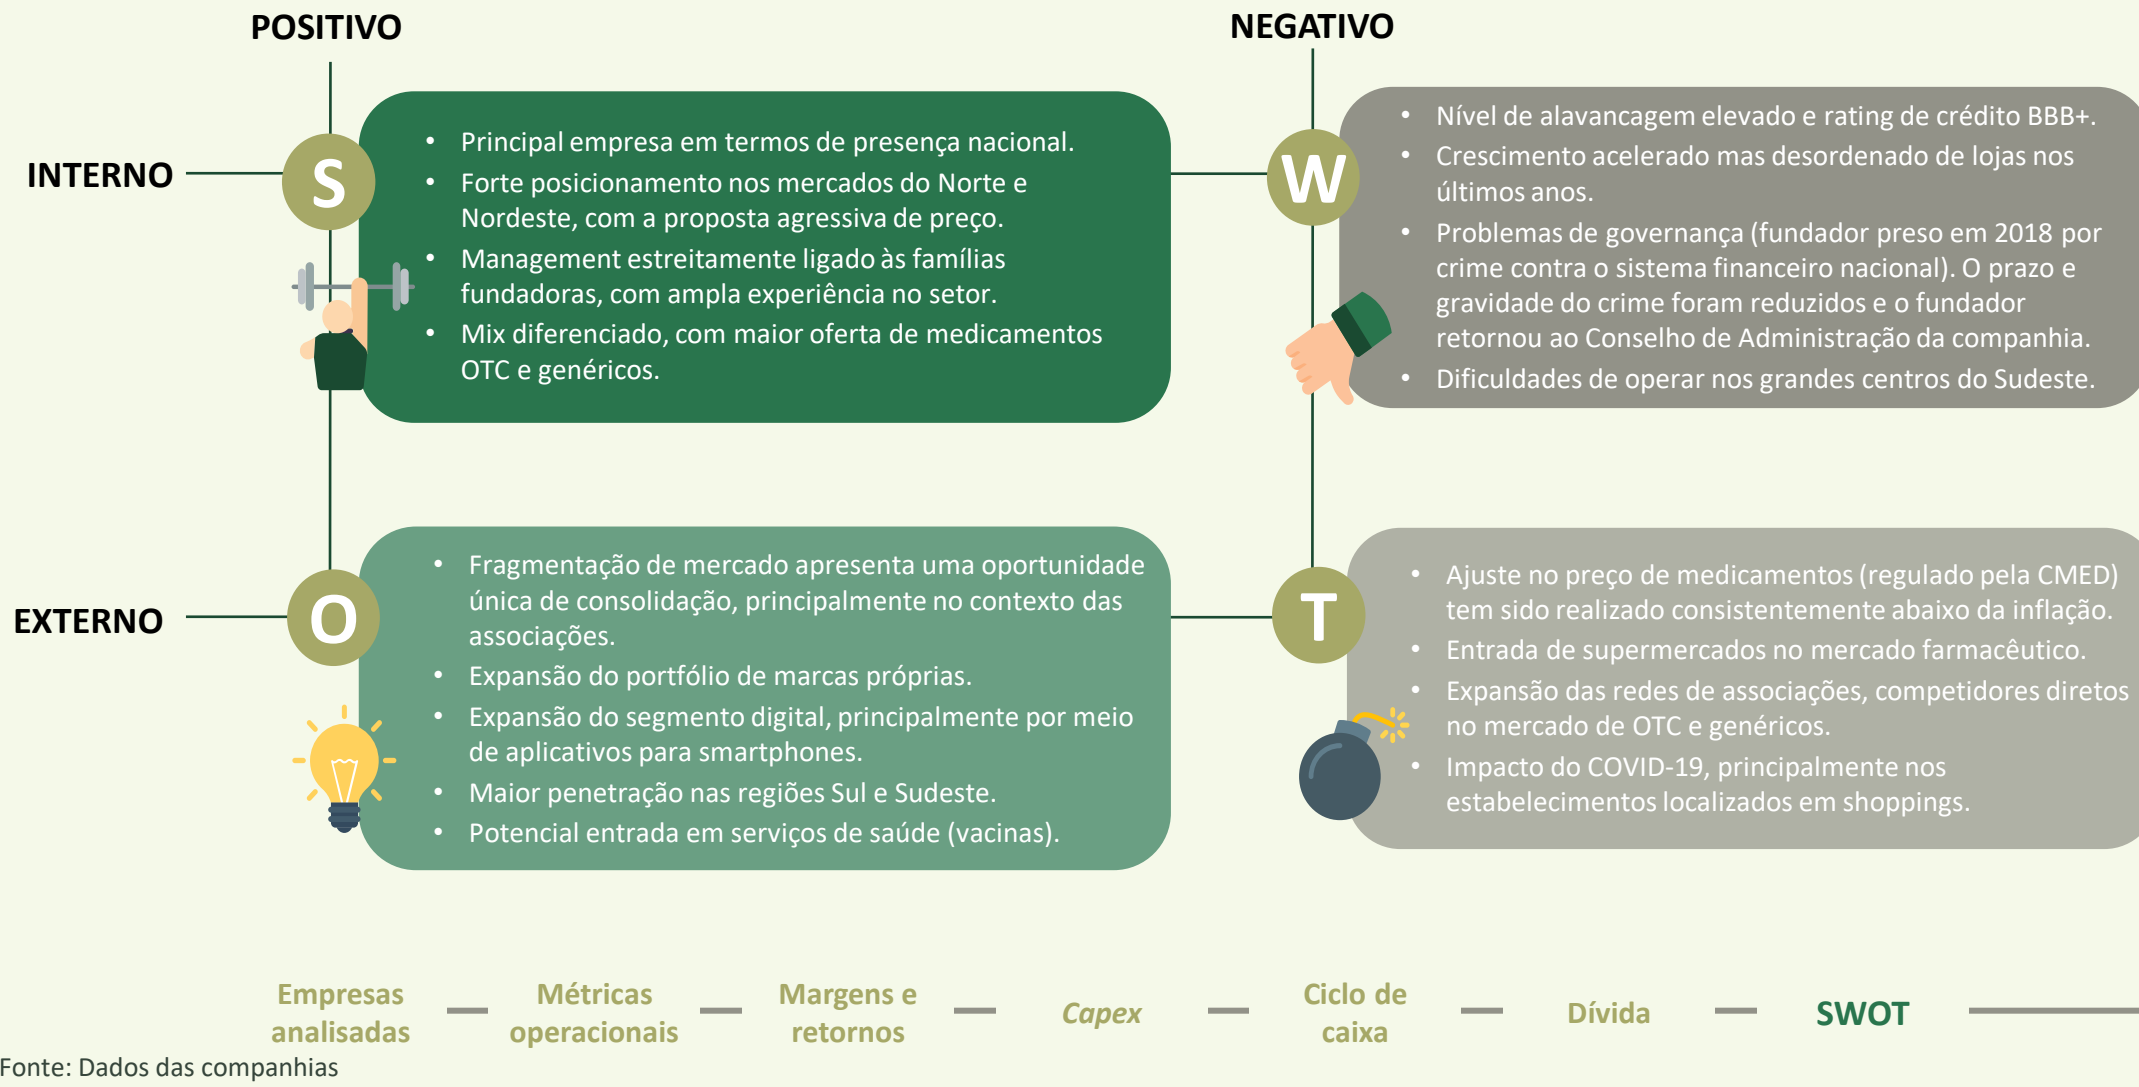 POSITIVO
NEGATIVO
INTERNO
S
• Principal empresa em termos de presença nacional.
• Forte posicionamento nos mercados do Norte e
Nordeste, com a proposta agressiva de preço.
• Management estreitamente ligado às famílias
fundadoras, com ampla experiência no setor.
• Mix diferenciado, com maior oferta de medicamentos
OTC e genéricos.
W
• Nível de alavancagem elevado e rating de crédito BBB+.
• Crescimento acelerado mas desordenado de lojas nos
últimos anos.
• Problemas de governança (fundador preso em 2018 por
crime contra o sistema financeiro nacional). O prazo e
gravidade do crime foram reduzidos e o fundador
retornou ao Conselho de Administração da companhia.
• Dificuldades de operar nos grandes centros do Sudeste.
EXTERNO
O
• Fragmentação de mercado apresenta uma oportunidade
única de consolidação, principalmente no contexto das
associações.
• Expansão do portfólio de marcas próprias.
• Expansão do segmento digital, principalmente por meio
de aplicativos para smartphones.
• Maior penetração nas regiões Sul e Sudeste.
• Potencial entrada em serviços de saúde (vacinas).
T
• Ajuste no preço de medicamentos (regulado pela CMED)
tem sido realizado consistentemente abaixo da inflação.
• Entrada de supermercados no mercado farmacêutico.
• Expansão das redes de associações, competidores diretos
no mercado de OTC e genéricos.
• Impacto do COVID-19, principalmente nos
estabelecimentos localizados em shoppings.
Empresas
analisadas
Métricas
operacionais
Margens e
retornos
Capex
Ciclo de
caixa
Dívida
SWOT
Fonte: Dados das companhias